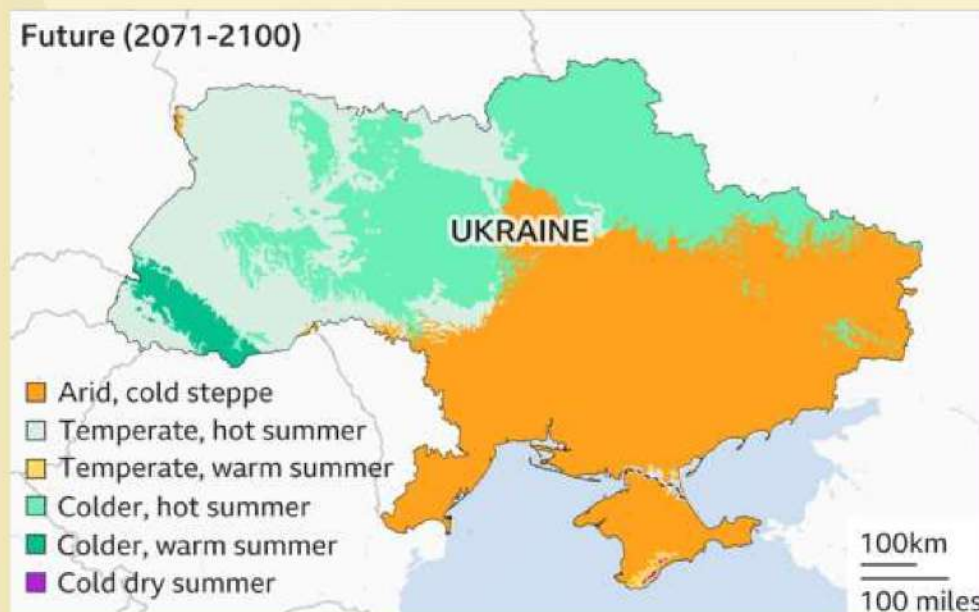 Future (2071-2100)
UKRAINE
Arid, cold steppe
Temperate, hot summer
Temperate, warm summer
Colder, hot summer
Colder, warm summer
Cold dry summer
100km
100 miles